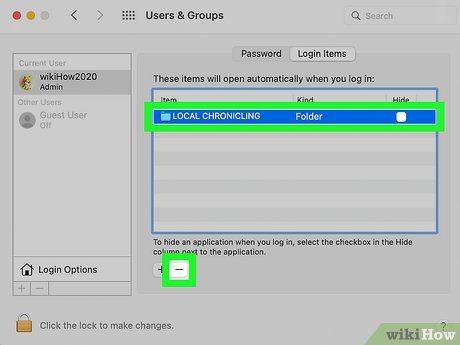 Users & Groups
Search
Password
Login Items
Current User
wikiHow2020
Admin
Other Users
Guest User
Off
These items will open automatically when you log in:
Item Kind Hide
LOCAL CHRONICLING Folder
To hide an application when you log in, select the checkbox in the Hide
column next to the application.
+ −
Login Options
+ −
Click the lock to make changes.
?
wikiHow